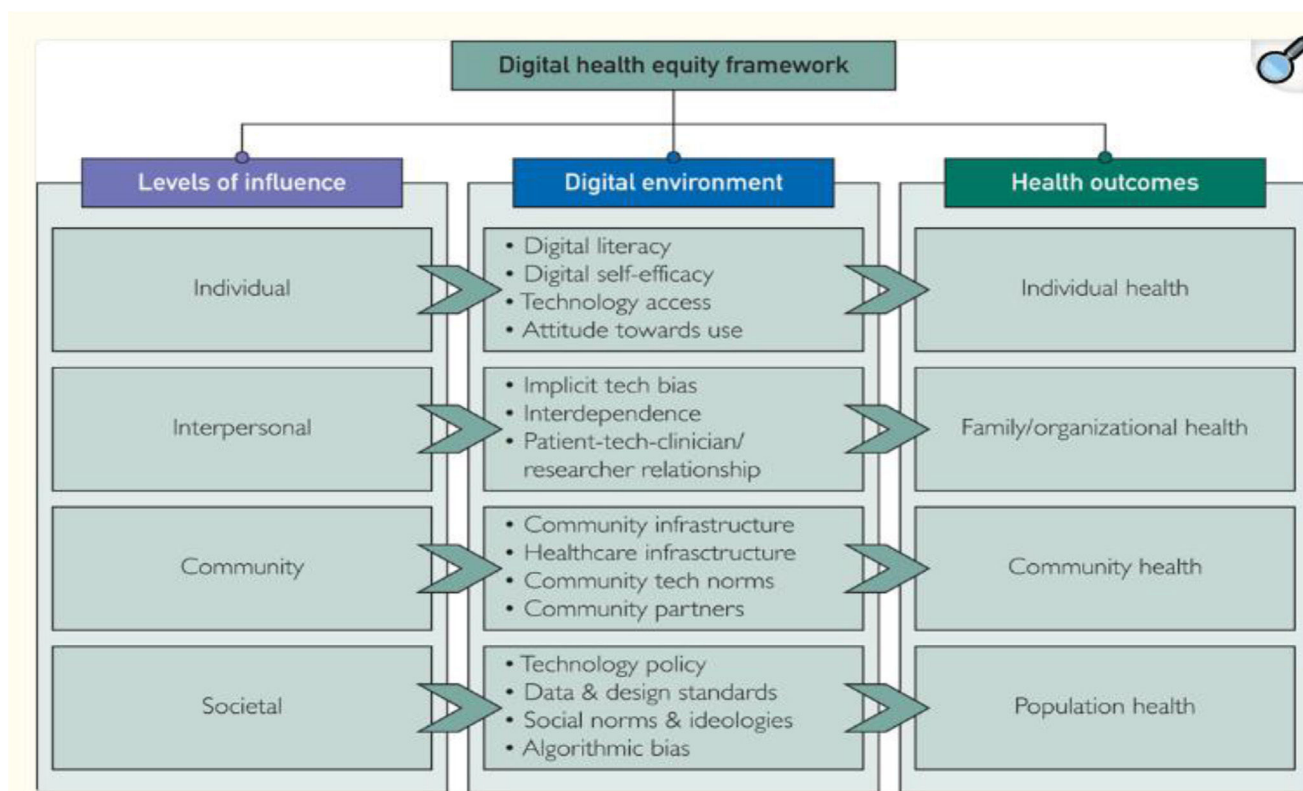 Digital health equity framework
Levels of influence
Digital environment
Health outcomes
Individual
• Digital literacy
• Digital self-efficacy
• Technology access
• Attitude towards use
Individual health
Interpersonal
• Implicit tech bias
• Interdependence
• Patient-tech-clinician/
researcher relationship
Family/organizational health
Community
• Community infrastructure
• Healthcare infrasctructure
• Community tech norms
• Community partners
Community health
Societal
• Technology policy
• Data & design standards
• Social norms & ideologies
• Algorithmic bias
Population health